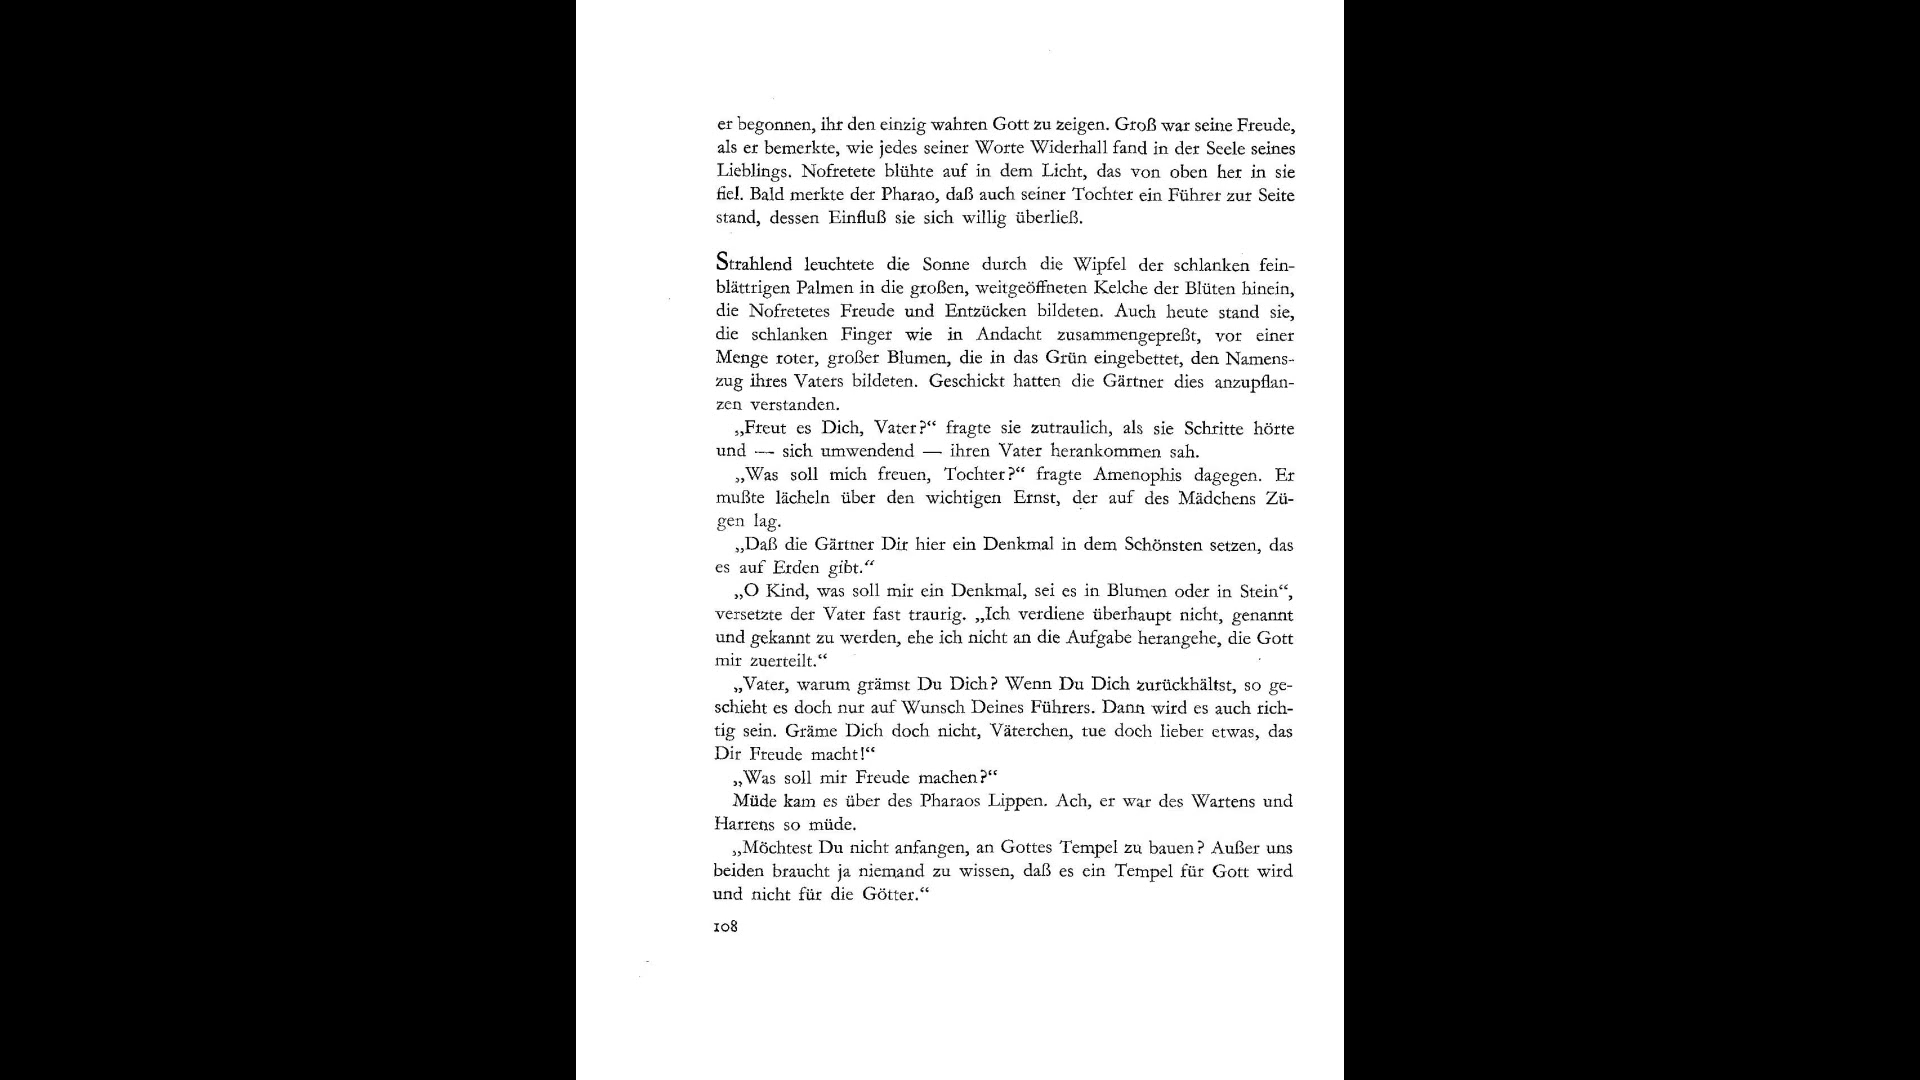 er begonnen, ihr den einzig wahren Gott zu zeigen. Groß war seine Freude,
als er bemerkte, wie jedes seiner Worte Widerhall fand in der Seele seines
Lieblings. Nofretete blühte auf in dem Licht, das von oben her in sie
fiel. Bald merkte der Pharao, daß auch seiner Tochter ein Führer zur Seite
stand, dessen Einfluß sie sich willig überließ.
Strahlend leuchtete die Sonne durch die Wipfel der schlanken fein-
blättrigen Palmen in die großen, weitgeöffneten Kelche der Blüten hinein,
die Nofretetes Freude und Entzücken bildeten. Auch heute stand sie,
die schlanken Finger wie in Andacht zusammengepreßt, vor einer
Menge roter, großer Blumen, die in das Grün eingebettet, den Namens-
zug ihres Vaters bildeten. Geschickt hatten die Gärtner dies anzupflan-
zen verstanden.
„Freut es Dich, Vater?“ fragte sie zutraulich, als sie Schritte hörte
und — sich umwendend — ihren Vater herankommen sah.
„Was soll mich freuen, Tochter?“ fragte Amenophis dagegen. Er
mußte lächeln über den wichtigen Ernst, der auf des Mädchens Zü-
gen lag.
„Daß die Gärtner Dir hier ein Denkmal in dem Schönsten setzen, das
es auf Erden gibt.“
„O Kind, was soll mir ein Denkmal, sei es in Blumen oder in Stein“,
versetzte der Vater fast traurig. „Ich verdiene überhaupt nicht, genannt
und gekannt zu werden, ehe ich nicht an die Aufgabe herangehe, die Gott
mir zuerteilt.“
„Vater, warum grämst Du Dich? Wenn Du Dich zurückhältst, so ge-
schieht es doch nur auf Wunsch Deines Führers. Dann wird es auch rich-
tig sein. Gräme Dich doch nicht, Väterchen, tue doch lieber etwas, das
Dir Freude macht!“
„Was soll mir Freude machen?“
Müde kam es über des Pharaos Lippen. Ach, er war des Wartens und
Harrens so müde.
„Möchtest Du nicht anfangen, an Gottes Tempel zu bauen? Außer uns
beiden braucht ja niemand zu wissen, daß es ein Tempel für Gott wird
und nicht für die Götter.“
108